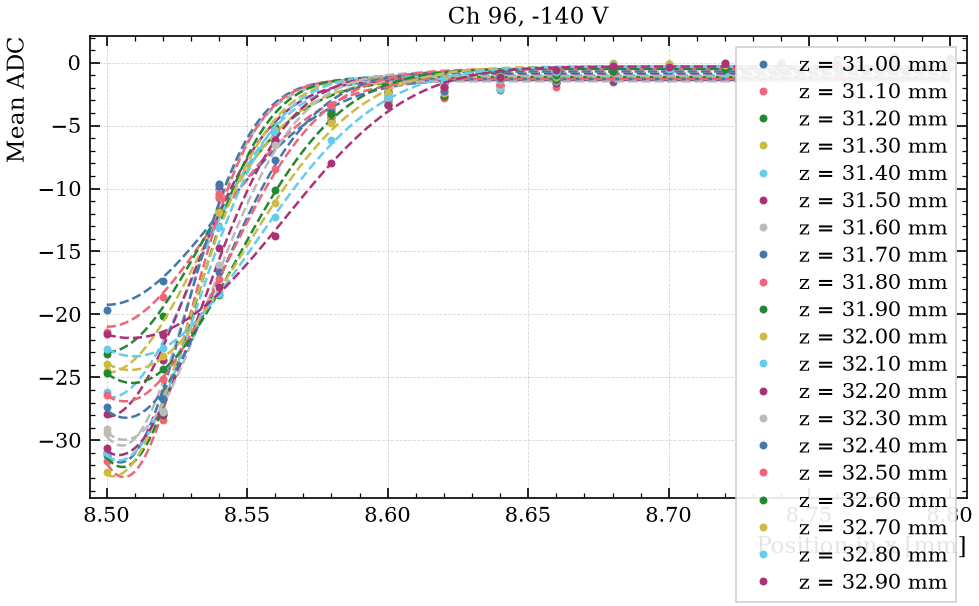 Ch 96, -140 V
Mean ADC
0
−5
−10
−15
−20
−25
−30
8.50 8.55 8.60 8.65 8.70 8.75 8.80
Position in x [mm]
z = 31.00 mm
z = 31.10 mm
z = 31.20 mm
z = 31.30 mm
z = 31.40 mm
z = 31.50 mm
z = 31.60 mm
z = 31.70 mm
z = 31.80 mm
z = 31.90 mm
z = 32.00 mm
z = 32.10 mm
z = 32.20 mm
z = 32.30 mm
z = 32.40 mm
z = 32.50 mm
z = 32.60 mm
z = 32.70 mm
z = 32.80 mm
z = 32.90 mm